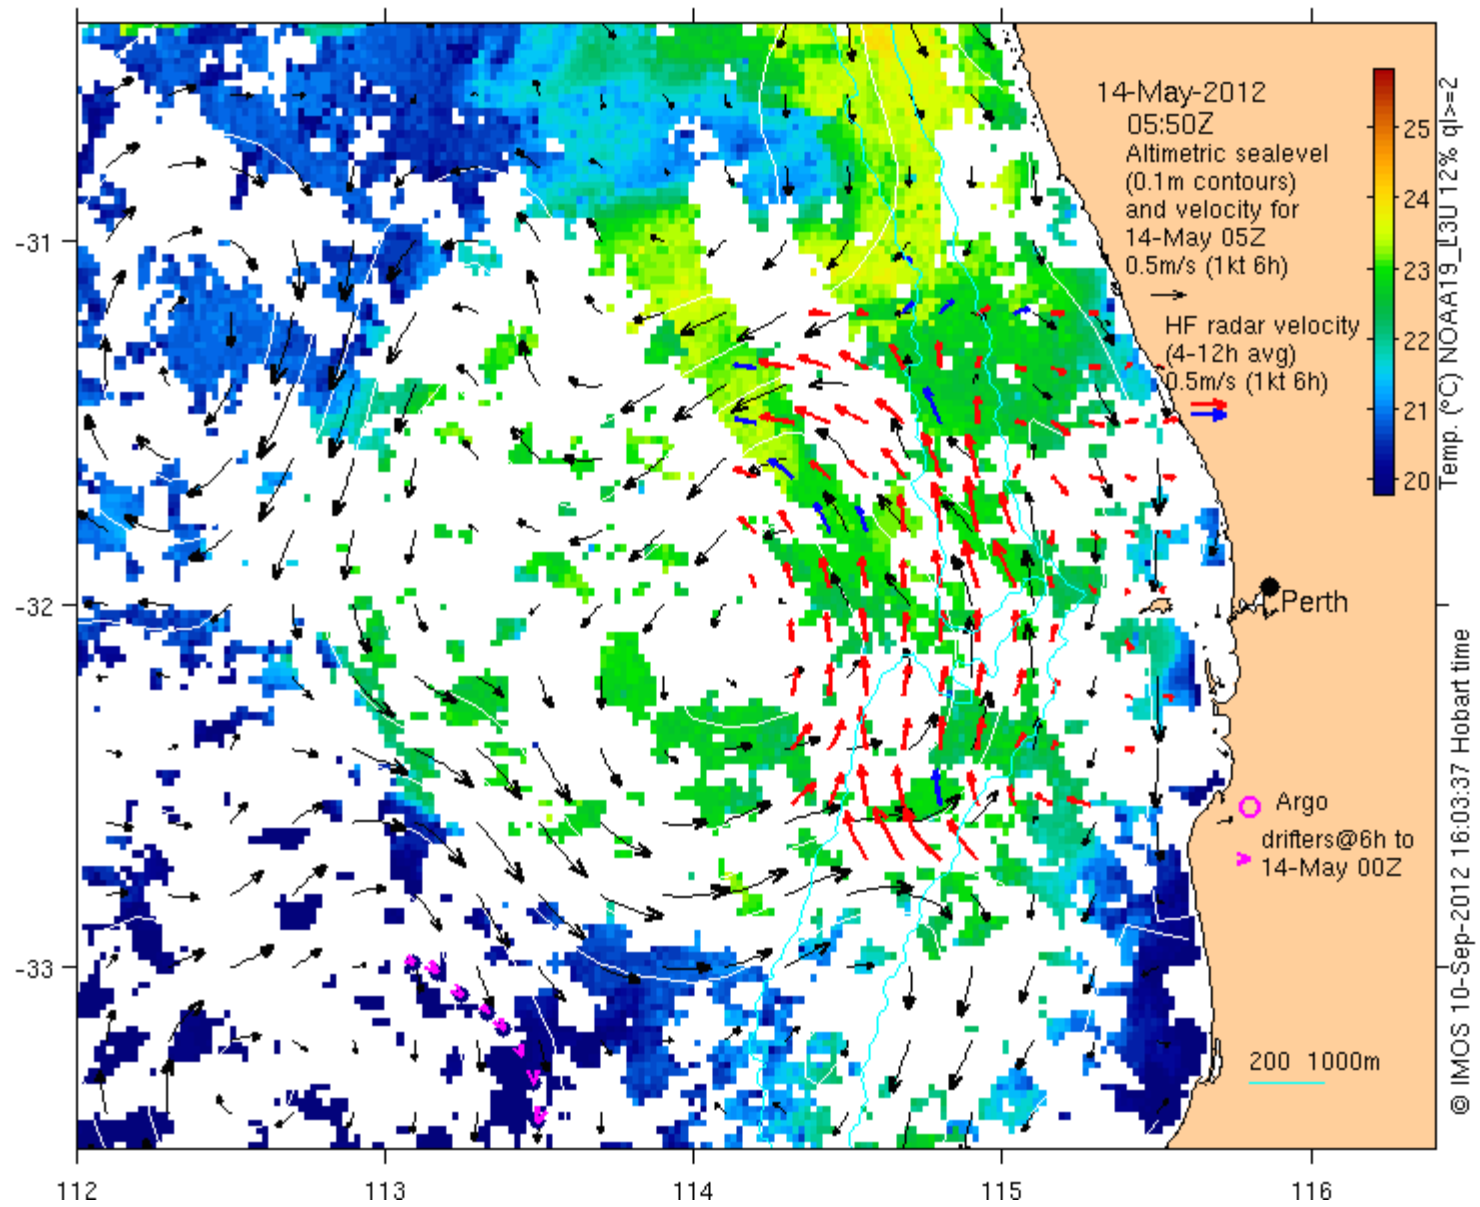 14-May-2012
05:50Z
Altimetric sealevel
(0.1m contours)
and velocity for
14-May 05Z
0.5m/s (1kt 6h)
HF radar velocity
(4-12h avg)
0.5m/s (1kt 6h)
25
24
23
22
21
20
Temp. (°C) NOAA19_L3U 12% ql>=2
-31
-32
-33
Perth
Argo
drifters@6h to
14-May 00Z
200 1000m
112
113
114
115
116
© IMOS 10-Sep-2012 16:03:37 Hobart time